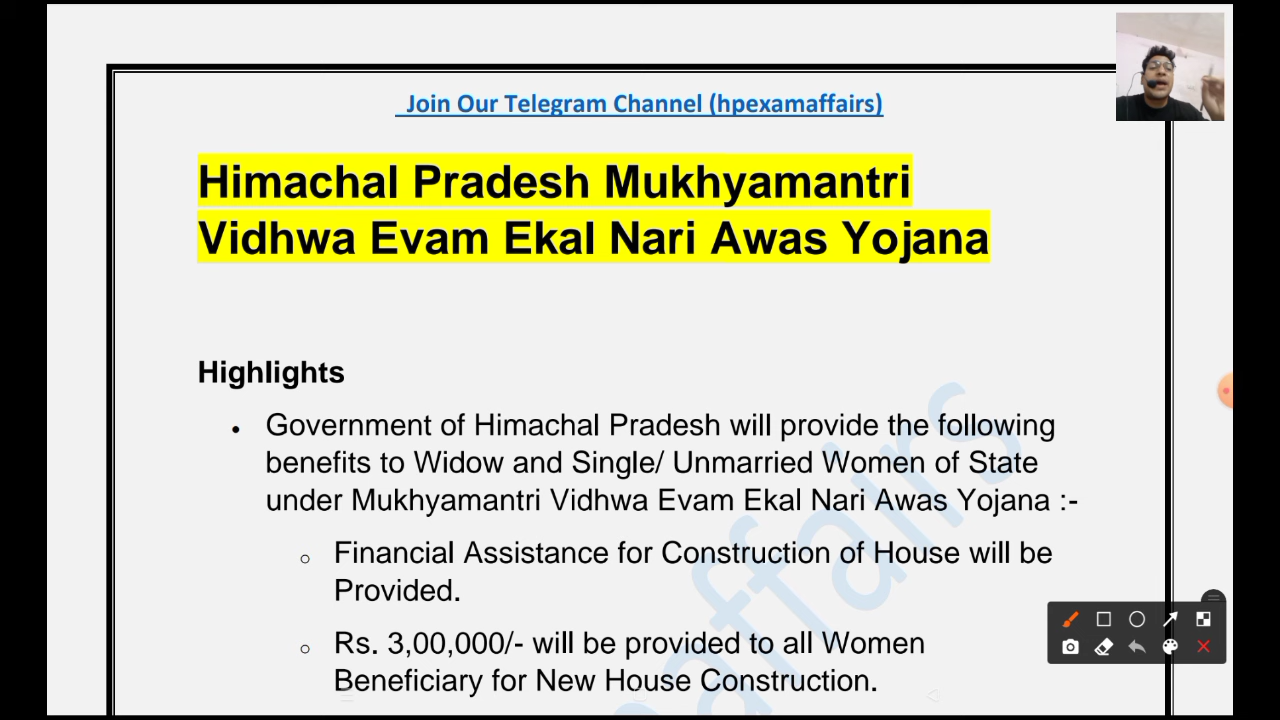 Join Our Telegram Channel (hpexamaffairs)
Himachal Pradesh Mukhyamantri
Vidhwa Evam Ekal Nari Awas Yojana
Highlights
• Government of Himachal Pradesh will provide the following
benefits to Widow and Single/ Unmarried Women of State
under Mukhyamantri Vidhwa Evam Ekal Nari Awas Yojana :-
o Financial Assistance for Construction of House will be
Provided.
o Rs. 3,00,000/- will be provided to all Women
Beneficiary for New House Construction.
affairs